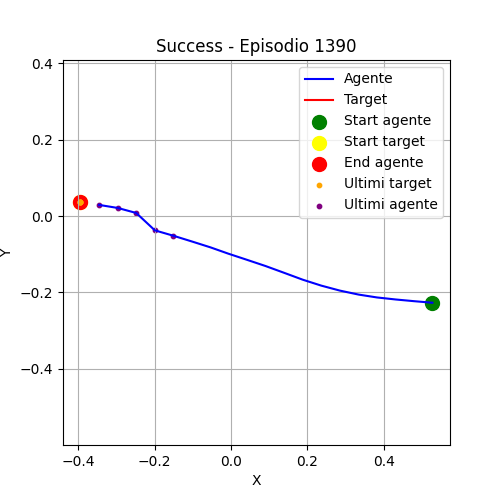 Success - Episodio 1390
0.4
0.2
0.0
−0.2
−0.4
Y
Agente
Target
Start agente
Start target
End agente
Ultimi target
Ultimi agente
−0.4
−0.2
0.0
0.2
0.4
X